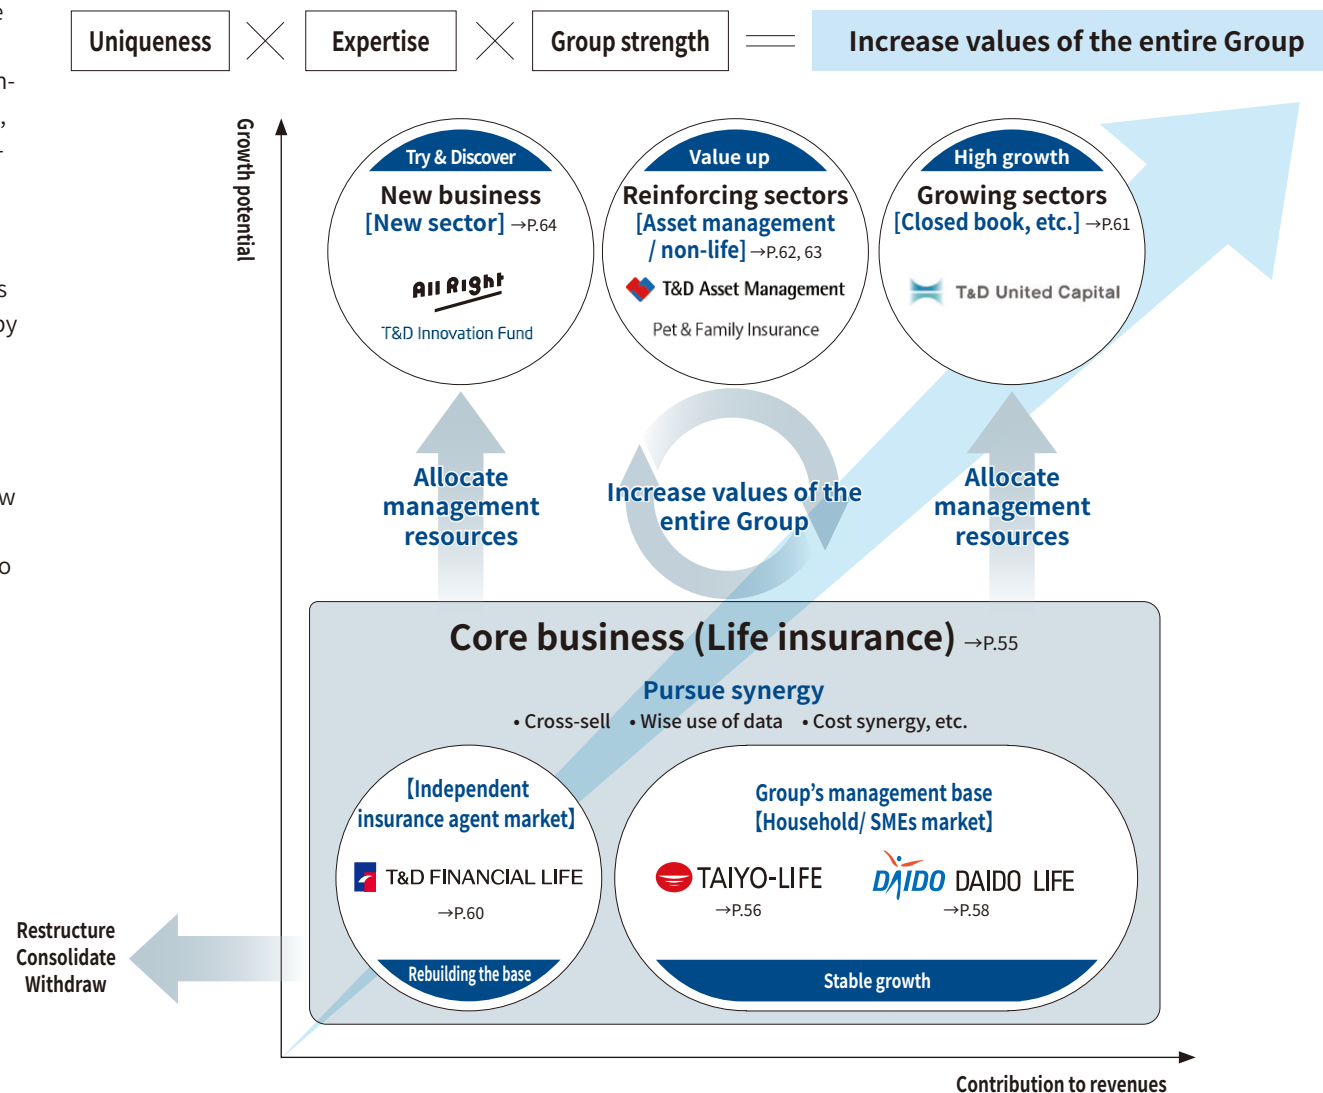 e
n-
,
-
s
by
w
o
Uniqueness × Expertise × Group strength = Increase values of the entire Group
Growth potential
Try & Discover
New business
[New sector] →P.64
All Right
T&D Innovation Fund
Value up
Reinforcing sectors
[Asset management
/ non-life] →P.62, 63
T&D Asset Management
Pet & Family Insurance
High growth
Growing sectors
[Closed book, etc.] →P.61
T&D United Capital
Allocate
management
resources
Increase values of the
entire Group
Allocate
management
resources
Core business (Life insurance) →P.55
Pursue synergy
• Cross-sell • Wise use of data • Cost synergy, etc.
【Independent
insurance agent market】
T&D FINANCIAL LIFE
→P.60
Rebuilding the base
Group’s management base
【Household/ SMEs market】
TAIYO-LIFE
→P.56
DAIDO DAIDO LIFE
→P.58
Stable growth
Restructure
Consolidate
Withdraw
Contribution to revenues